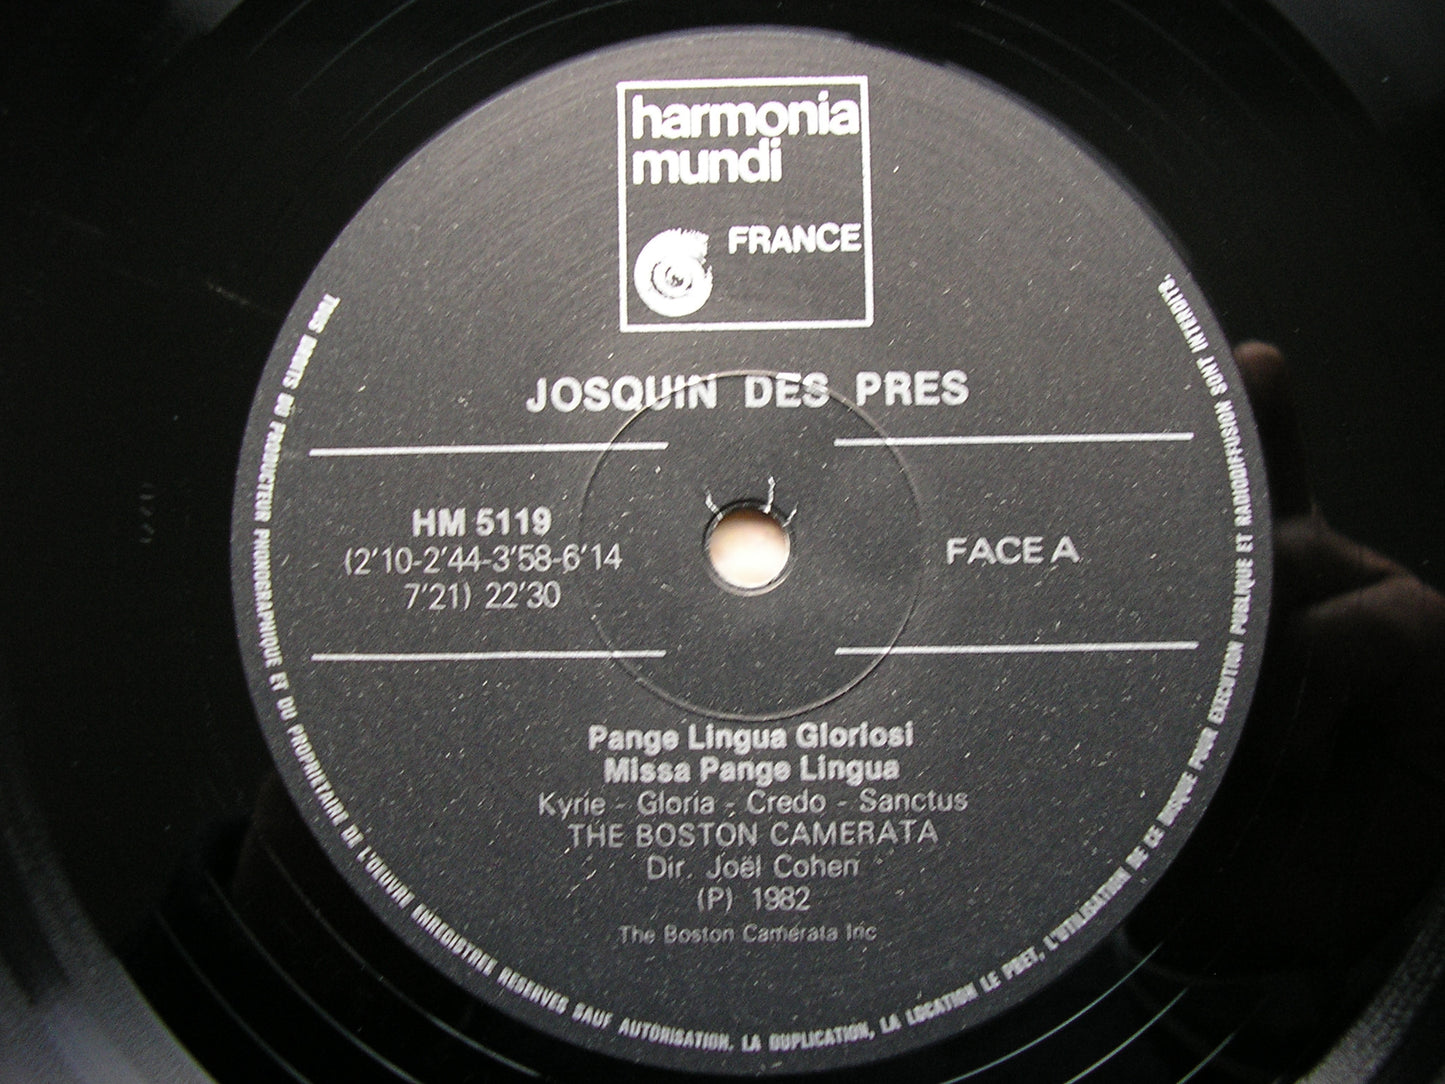 harmonia
mundi
FRANCE
JOSQUIN DES PRES
HM 5119
(2'10-2'44-3'58-6'14
7'21) 22'30
FACE A
Pange Lingua Gloriosi
Missa Pange Lingua
Kyrie - Gloria - Credo - Sanctus
THE BOSTON CAMERATA
Dir. Joël Cohen
(P) 1982
The Boston Camerata Inc
TOUS DROITS DU PRODUCTEUR PHONOGRAPHIQUE ET DU PROPRIETAIRE DE L'OEUVRE ENREGISTREE RESERVES SAUF AUTORISATION, LA DUPLICATION, LA LOCATION LE PRET, L'UTILISATION DE CE DISQUE POUR EXECUTION PUBLIQUE ET RADIODIFFUSION SONT INTERDITS.